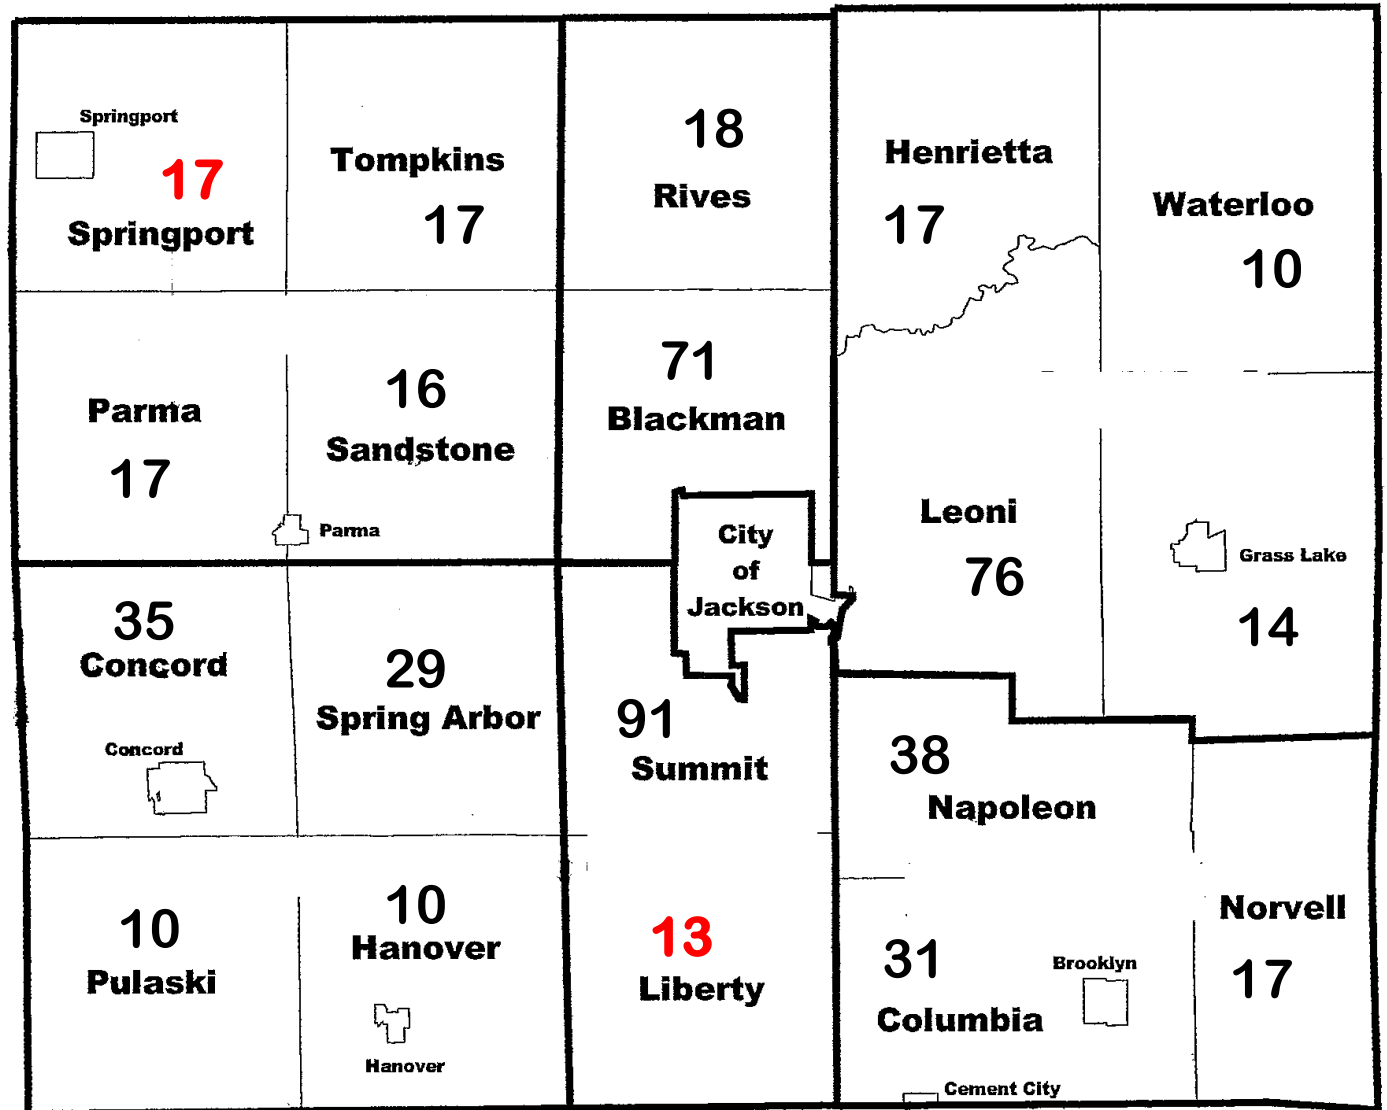 Springport
17
Springport
Tompkins
17
18
Rives
Henrietta
17
Waterloo
10
Parma
17
16
Sandstone
Parma
71
Blackman
City
of
Jackson
Leoni
76
Grass Lake
14
35
Concord
Concord
29
Spring Arbor
91
Summit
38
Napoleon
Norvell
17
10
Pulaski
10
Hanover
Hanover
13
Liberty
31
Columbia
Brooklyn
Cement City